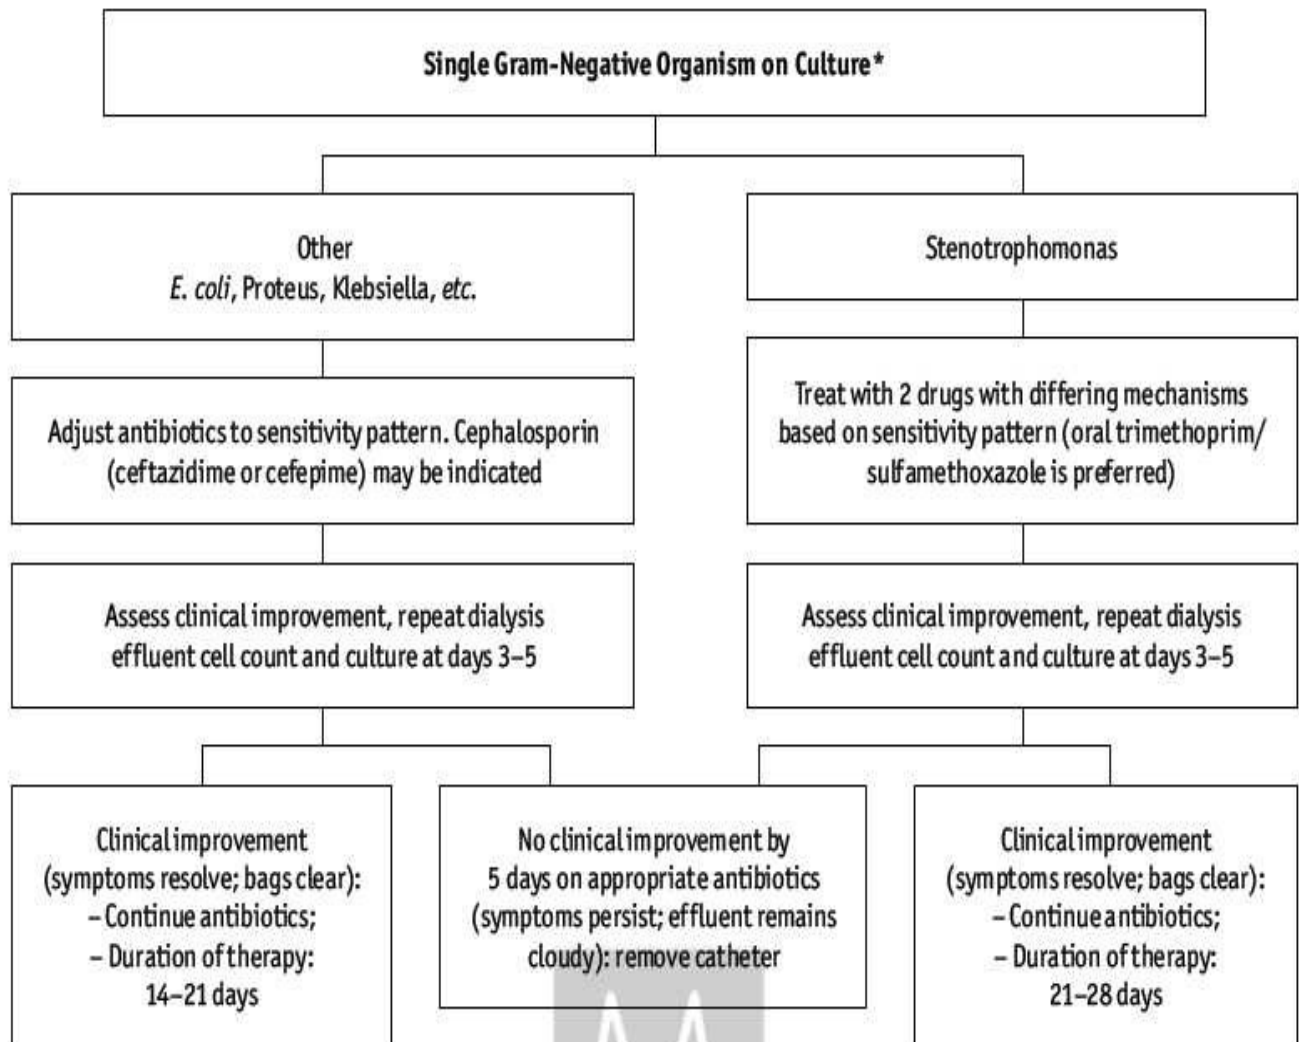 Single Gram-Negative Organism on Culture*
Other
E. coli, Proteus, Klebsiella, etc.
Stenotrophomonas
Adjust antibiotics to sensitivity pattern. Cephalosporin
(ceftazidime or cefepime) may be indicated
Treat with 2 drugs with differing mechanisms
based on sensitivity pattern (oral trimethoprim/
sulfamethoxazole is preferred)
Assess clinical improvement, repeat dialysis
effluent cell count and culture at days 3–5
Assess clinical improvement, repeat dialysis
effluent cell count and culture at days 3–5
Clinical improvement
(symptoms resolve; bags clear):
– Continue antibiotics;
– Duration of therapy:
14–21 days
No clinical improvement by
5 days on appropriate antibiotics
(symptoms persist; effluent remains
cloudy): remove catheter
Clinical improvement
(symptoms resolve; bags clear):
– Continue antibiotics;
– Duration of therapy:
21–28 days